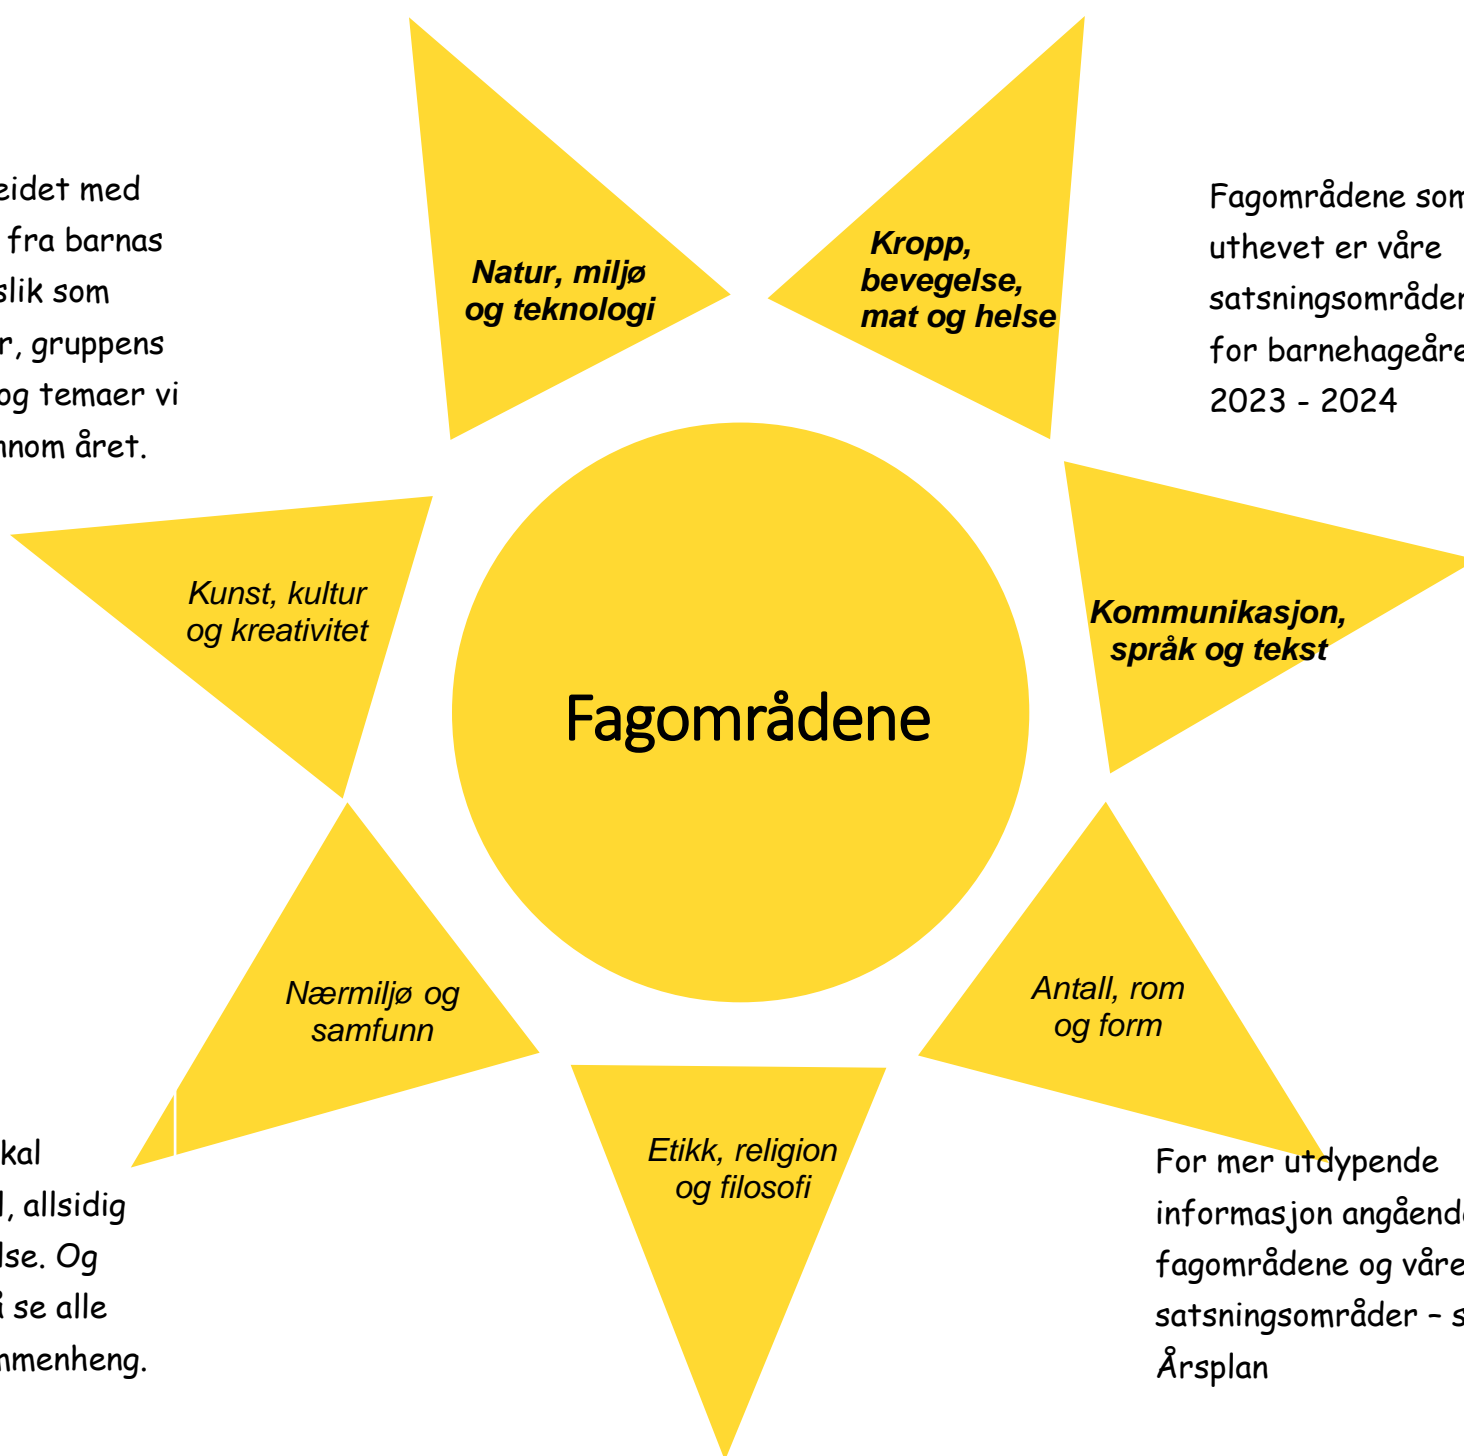 eidet med
fra barnas
slik som
r, gruppens
og temaer vi
nnom året.
Natur, miljø
og teknologi
Kropp,
bevegelse,
mat og helse
Fagområdene som
uthevet er våre
satsningsområder
for barnehageåre
2023 - 2024
Kunst, kultur
og kreativitet
Kommunikasjon,
språk og tekst
Fagområdene
Nærmiljø og
samfunn
Antall, rom
og form
Etikk, religion
og filosofi
kal
l, allsidig
lse. Og
å se alle
mmenheng.
For mer utdypende
informasjon angående
fagområdene og våre
satsningsområder – s
Årsplan